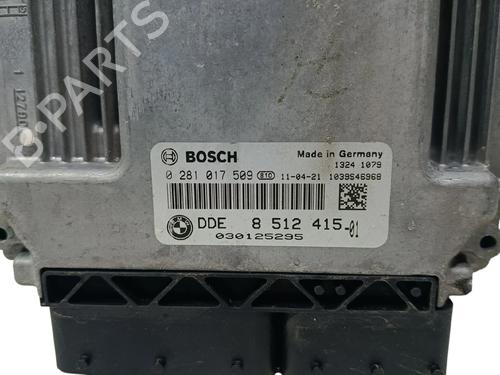 BOSCH
Made in Germany
1324 1079
0 281 017 509 B10 11-04-21 1039S46968
DDE 8 512 415-01
030125295
B-PARTS